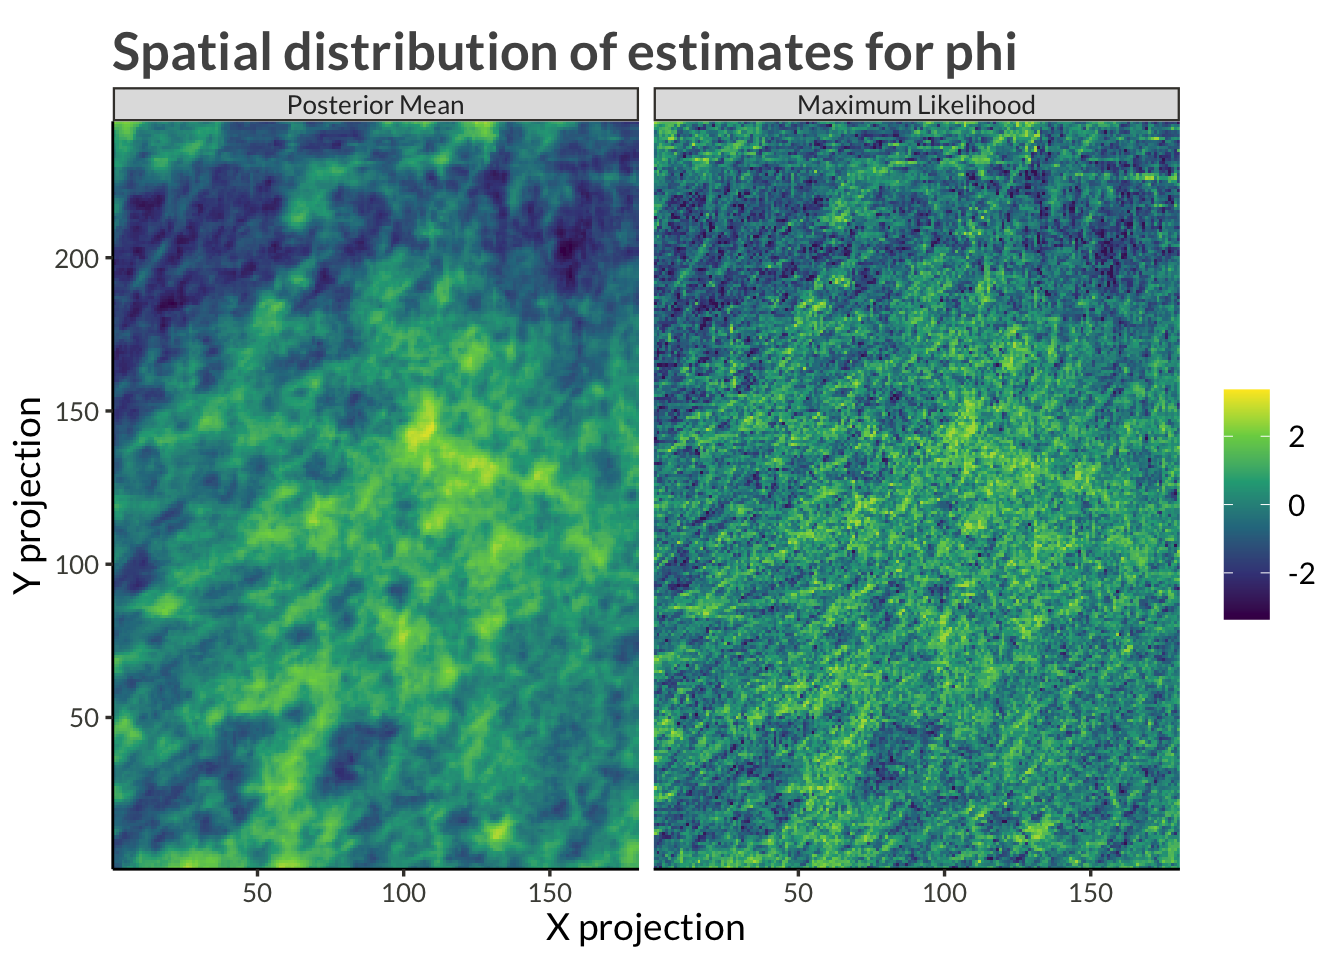 Spatial distribution of estimates for phi
Posterior Mean
Maximum Likelihood
Y projection
200
150
100
50
50
100
150
50
100
150
X projection
2
0
-2